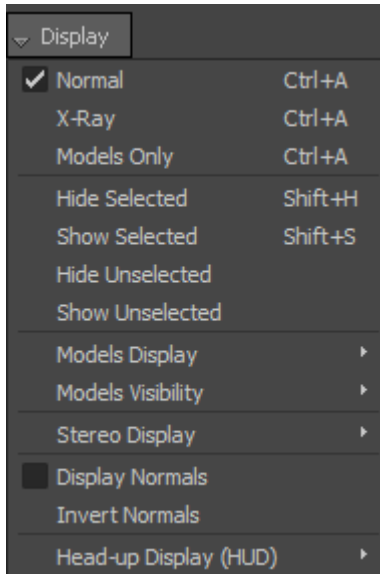 Display
Normal Ctrl+A
X-Ray Ctrl+A
Models Only Ctrl+A
Hide Selected Shift+H
Show Selected Shift+S
Hide Unselected
Show Unselected
Models Display
Models Visibility
Stereo Display
Display Normals
Invert Normals
Head-up Display (HUD)